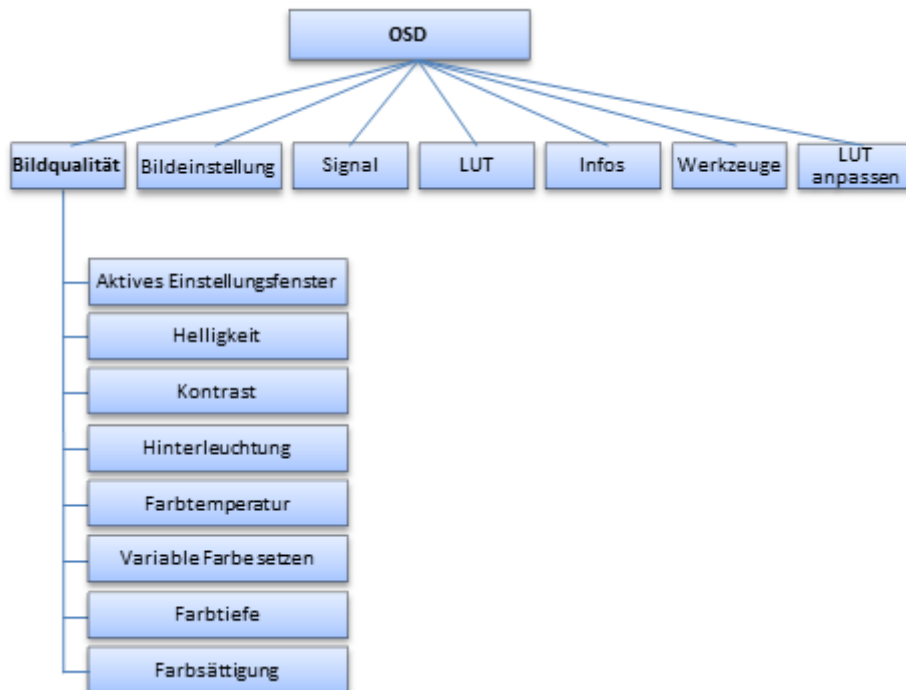 OSD
Bildqualität
Bildeinstellung
Signal
LUT
Infos
Werkzeuge
LUT
anpassen
Aktives Einstellungsfenster
Helligkeit
Kontrast
Hinterleuchtung
Farbtemperatur
Variable Farbe setzen
Farbtiefe
Farbsättigung